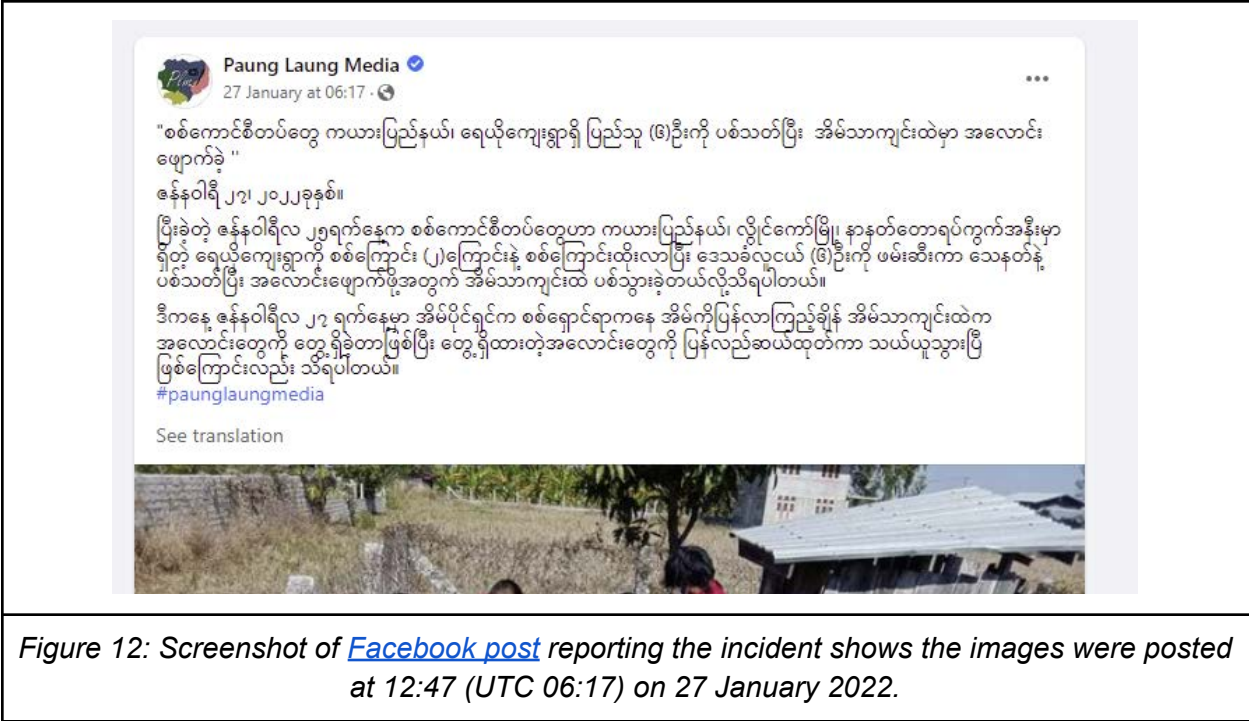 Paung Laung Media
27 January at 06:17
"စစ်ကောင်စီတပ်တွေ ကယားပြည်နယ်၊ ရေယိုကျေးရွာရှိ ပြည်သူ (၆)ဦးကို ပစ်သတ်ပြီး အိမ်သာကျင်းထဲမှာ အလောင်း
ဖျောက်ခဲ့ "
ဇန်နဝါရီ ၂၇၊ ၂၀၂၂ခုနှစ်။
ပြီးခဲ့တဲ့ ဇန်နဝါရီလ ၂၅ရက်နေ့က စစ်ကောင်စီတပ်တွေဟာ ကယားပြည်နယ်၊ လွိုင်ကော်မြို့၊ နာနတ်တောရပ်ကွက်အနီးမှာ
ရှိတဲ့ ရေယိုကျေးရွာကို စစ်ကြောင်း (၂)ကြောင်းနဲ့ စစ်ကြောင်းထိုးလာပြီး ဒေသခံလူငယ် (၆)ဦးကို ဖမ်းဆီးကာ သေနတ်နဲ့
ပစ်သတ်ပြီး အလောင်းဖျောက်ဖို့အတွက် အိမ်သာကျင်းထဲ ပစ်သွားခဲ့တယ်လို့သိရပါတယ်။
ဒီကနေ့ ဇန်နဝါရီလ ၂၇ ရက်နေ့မှာ အိမ်ပိုင်ရှင်က စစ်ရှောင်ရာကနေ အိမ်ကိုပြန်လာကြည့်ချိန် အိမ်သာကျင်းထဲက
အလောင်းတွေကို တွေ့ရှိခဲ့တာဖြစ်ပြီး တွေ့ရှိထားတဲ့အလောင်းတွေကို ပြန်လည်ဆယ်ထုတ်ကာ သယ်ယူသွားပြီ
ဖြစ်ကြောင်းလည်း သိရပါတယ်။
#paunglaungmedia
See translation
Figure 12: Screenshot of Facebook post reporting the incident shows the images were posted
at 12:47 (UTC 06:17) on 27 January 2022.